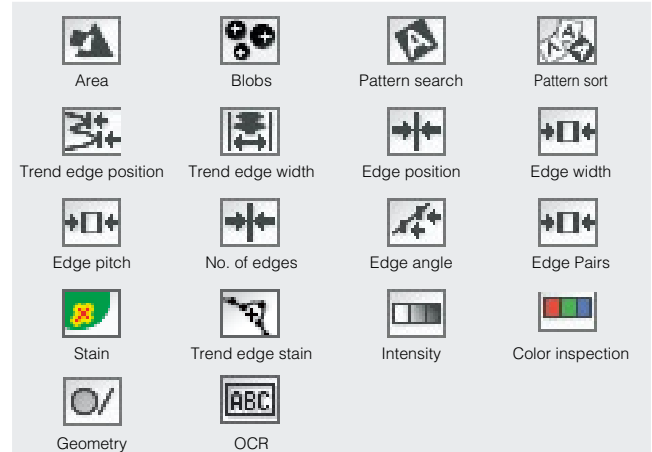 Area Blobs Pattern search Pattern sort
Trend edge position Trend edge width Edge position Edge width
Edge pitch No. of edges Edge angle Edge Pairs
Stain Trend edge stain Intensity Color inspection
ABC
Geometry OCR